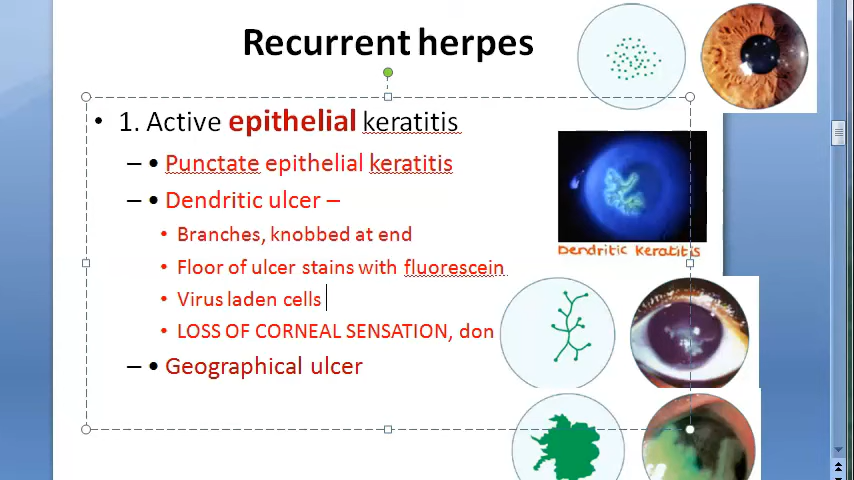 Recurrent herpes
• 1. Active epithelial keratitis
– • Punctate epithelial keratitis
– • Dendritic ulcer –
• Branches, knobbed at end
• Floor of ulcer stains with fluorescein
• Virus laden cells
• LOSS OF CORNEAL SENSATION, don
– • Geographical ulcer
Dendritic keratitis